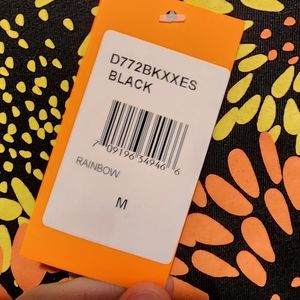 D772BKXXES
BLACK
7 09196 54946 6
RAINBOW
M